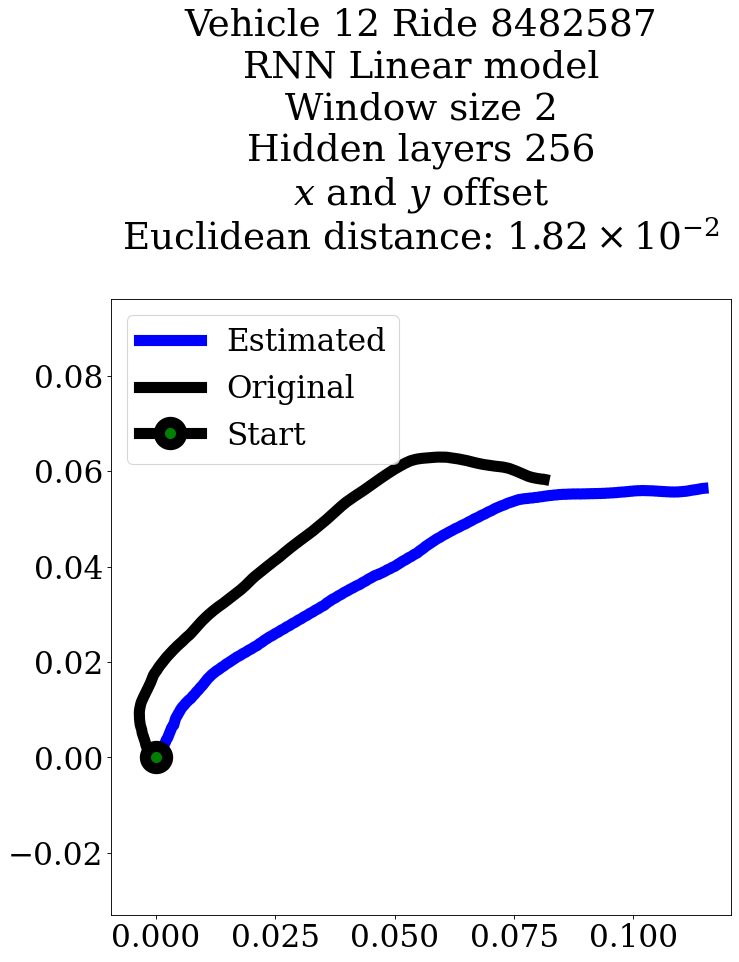 Vehicle 12 Ride 8482587
RNN Linear model
Window size 2
Hidden layers 256
x and y offset
Euclidean distance: 1.82 × 10⁻²
Estimated
Original
Start
0.08
0.06
0.04
0.02
0.00
−0.02
0.000 0.025 0.050 0.075 0.100